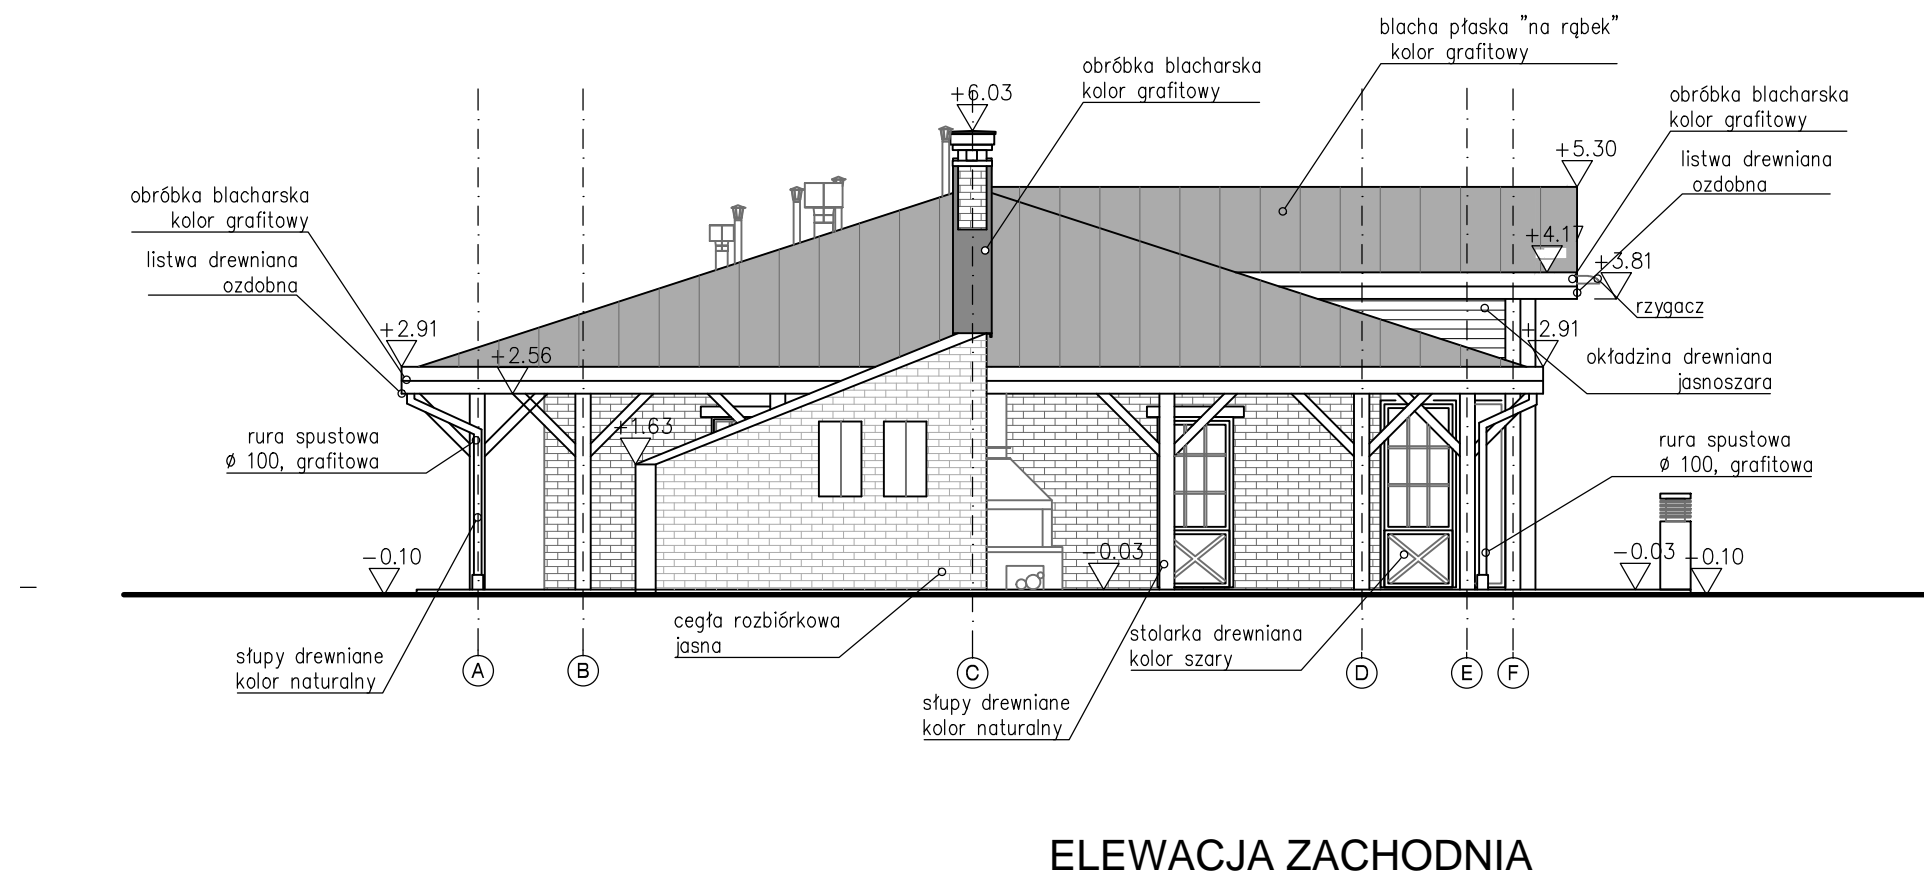 blacha płaska "na rąbek"
kolor grafitowy
obróbka blacharska
kolor grafitowy
+6.03
obróbka blacharska
kolor grafitowy
+5.30
listwa drewniana
ozdobna
obróbka blacharska
kolor grafitowy
+4.17
listwa drewniana
ozdobna
+3.81
rzygacz
+2.91
+2.91
+2.56
okładzina drewniana
jasnoszara
+1.63
rura spustowa
ø 100, grafitowa
rura spustowa
ø 100, grafitowa
-0.10
-0.03
-0.03
-0.10
cegła rozbiórkowa
jasna
stolarka drewniana
kolor szary
słupy drewniane
kolor naturalny
A
B
C
D
E
F
słupy drewniane
kolor naturalny
ELEWACJA ZACHODNIA